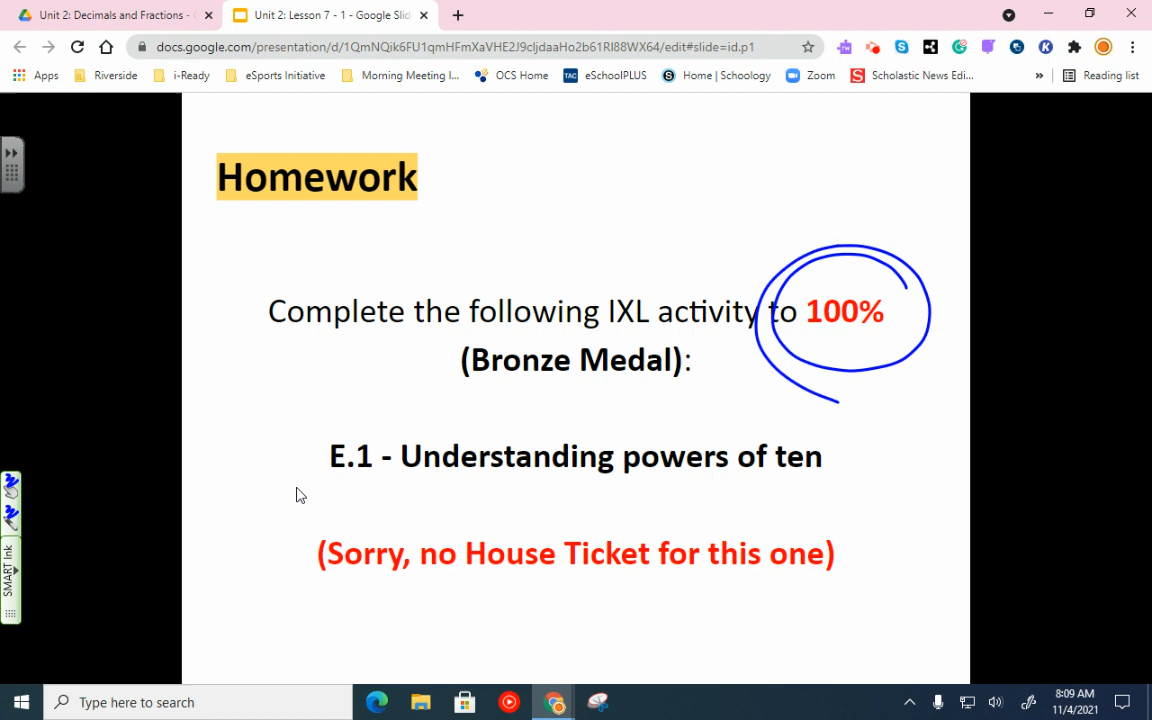 Unit 2: Decimals and Fractions -
Unit 2: Lesson 7 - 1 - Google Slid
docs.google.com/presentation/d/1QmNQik6FU1qmHFmXaVHE2J9cljdaaHo2b61RI88WX64/edit#slide=id.p1
Apps Riverside i-Ready eSports Initiative Morning Meeting I... OCS Home TAC eSchoolPLUS Home | Schoology Zoom Scholastic News Edi... » Reading list
Homework
Complete the following IXL activity to 100%
(Bronze Medal):
E.1 - Understanding powers of ten
(Sorry, no House Ticket for this one)
SMART Ink
Type here to search
8:09 AM
11/4/2021